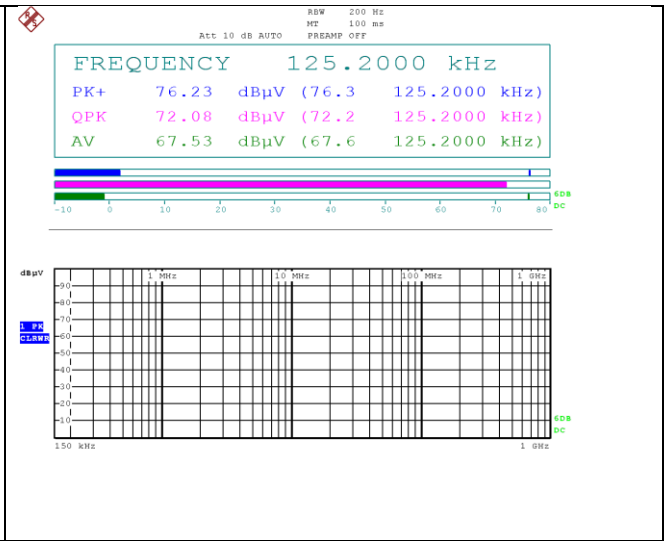 R S
RBW 200 Hz
MT 100 ms
Att 10 dB AUTO PREAMP OFF
FREQUENCY 125.2000 kHz
PK+ 76.23 dBµV (76.3 125.2000 kHz)
QPK 72.08 dBµV (72.2 125.2000 kHz)
AV 67.53 dBµV (67.6 125.2000 kHz)
6DB
-10 0 10 20 30 40 50 60 70 80 DC
dBµV 1 MHz 10 MHz 100 MHz 1 GHz
90
80
70
1 PK
60
CLRWR
50
40
30
20
10
6DB
DC
150 kHz 1 GHz